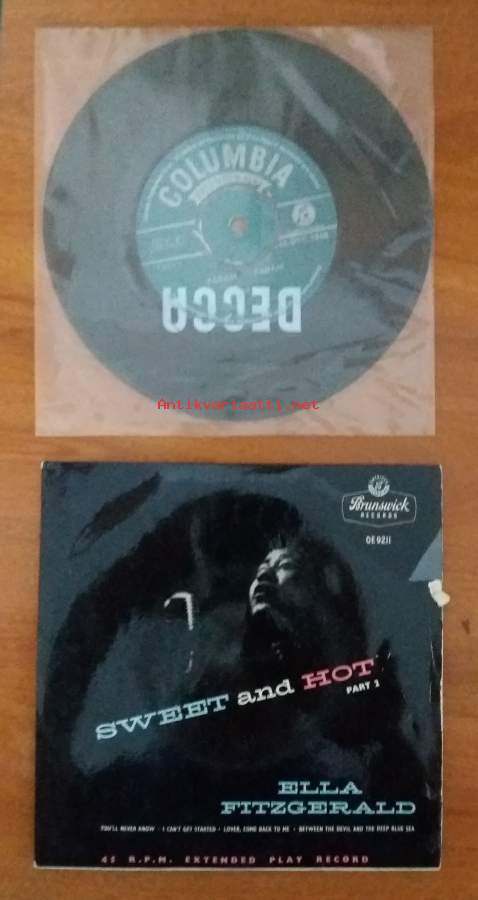 COLUMBIA
DECCA
Antikvariaatti.net
Brunswick
RECORDS
OE 9211
SWEET and HOT
PART 2
ELLA
FITZGERALD
YOU'LL NEVER KNOW · I CAN'T GET STARTED · LOVER, COME BACK TO ME · BETWEEN THE DEVIL AND THE DEEP BLUE SEA
45 R.P.M. EXTENDED PLAY RECORD